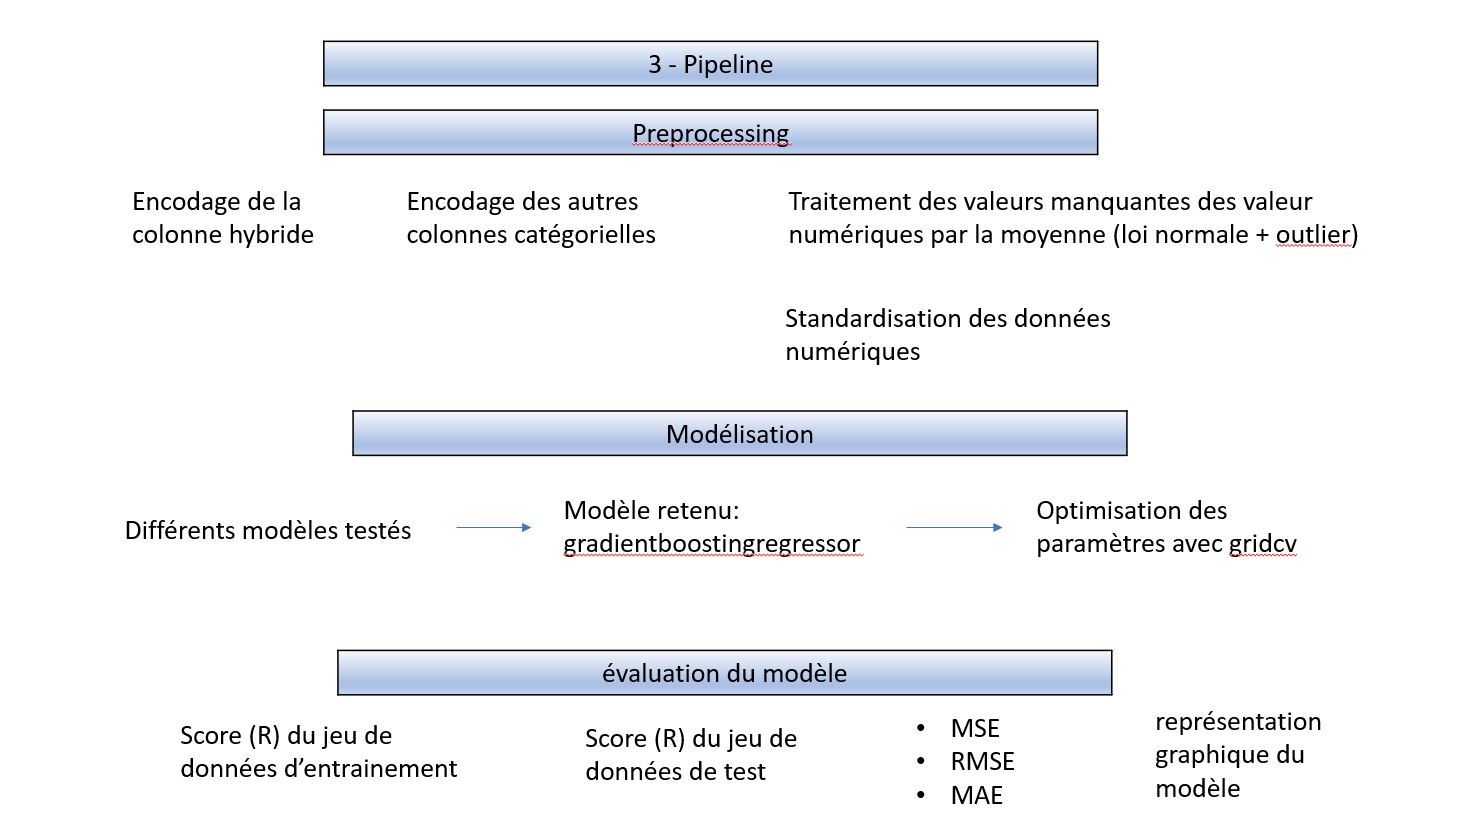 3 - Pipeline
Preprocessing
Encodage de la
colonne hybride
Encodage des autres
colonnes catégorielles
Traitement des valeurs manquantes des valeur
numériques par la moyenne (loi normale + outlier)
Standardisation des données
numériques
Modélisation
Différents modèles testés
Modèle retenu:
gradientboostingregressor
Optimisation des
paramètres avec gridcv
évaluation du modèle
Score (R) du jeu de
données d’entrainement
Score (R) du jeu de
données de test
• MSE
• RMSE
• MAE
représentation
graphique du
modèle